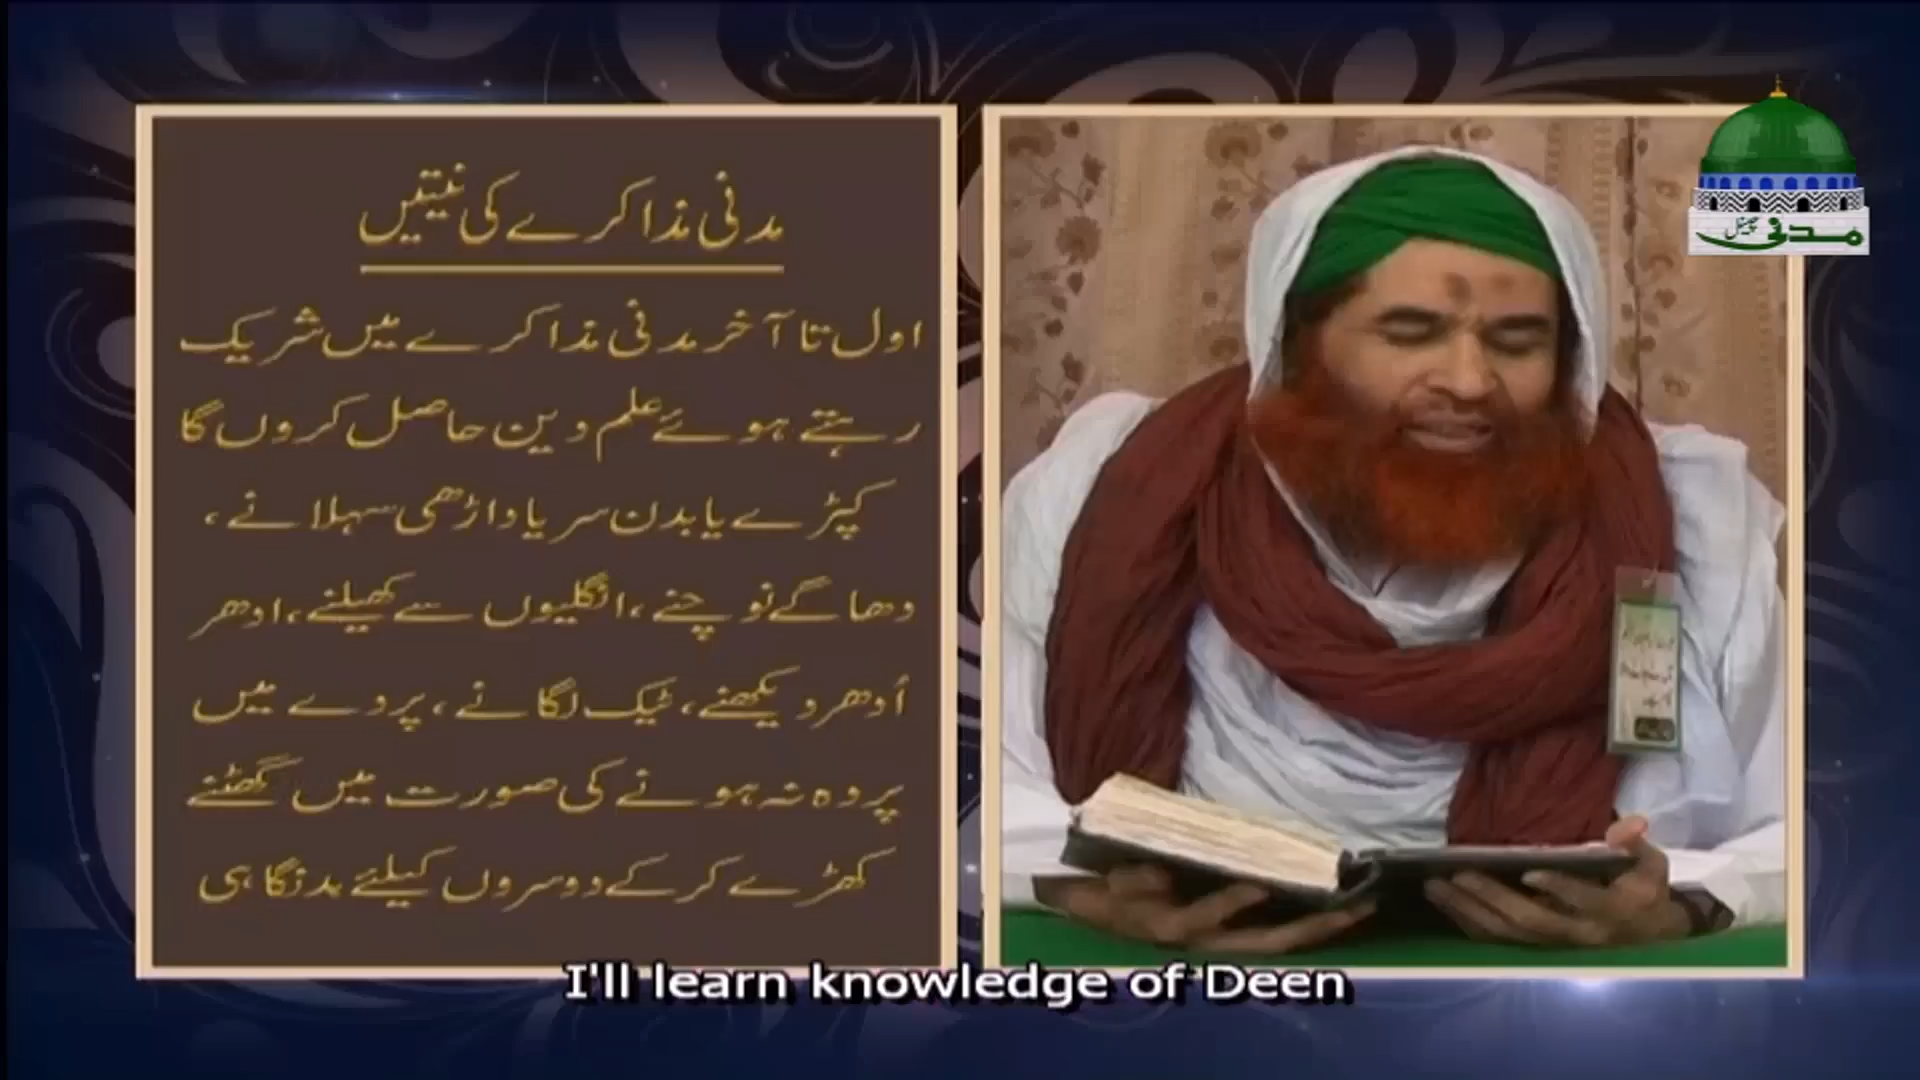 مدنی مذاکرے کی نیتیں
اول تا آخر مدنی مذاکرے میں شریک
رہتے ہوئے علم دین حاصل کروں گا
کپڑے یا بدن سر یا داڑھی سہلانے،
دھاگے نوچنے، انگلیوں سے کھیلنے، ادھر
اُدھر دیکھنے، ٹیک لگانے، پردے میں
پردہ نہ ہونے کی صورت میں گھٹنے
کھڑے کر کے دوسروں کیلئے بدنگاہی
مدنی چینل
I'll learn knowledge of Deen